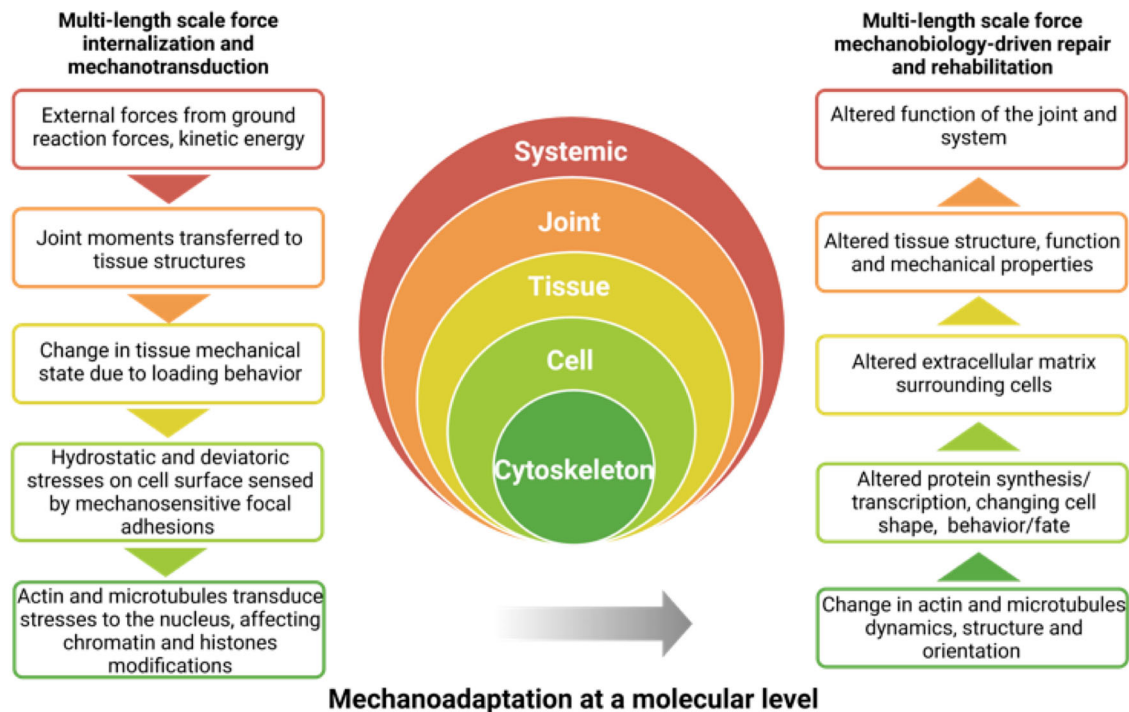 Multi-length scale force
internalization and
mechanotransduction
External forces from ground
reaction forces, kinetic energy
Joint moments transferred to
tissue structures
Change in tissue mechanical
state due to loading behavior
Hydrostatic and deviatoric
stresses on cell surface sensed
by mechanosensitive focal
adhesions
Actin and microtubules transduce
stresses to the nucleus, affecting
chromatin and histones
modifications
Systemic
Joint
Tissue
Cell
Cytoskeleton
Multi-length scale force
mechanobiology-driven repair
and rehabilitation
Altered function of the joint and
system
Altered tissue structure, function
and mechanical properties
Altered extracellular matrix
surrounding cells
Altered protein synthesis/
transcription, changing cell
shape, behavior/fate
Change in actin and microtubules
dynamics, structure and
orientation
Mechanoadaptation at a molecular level